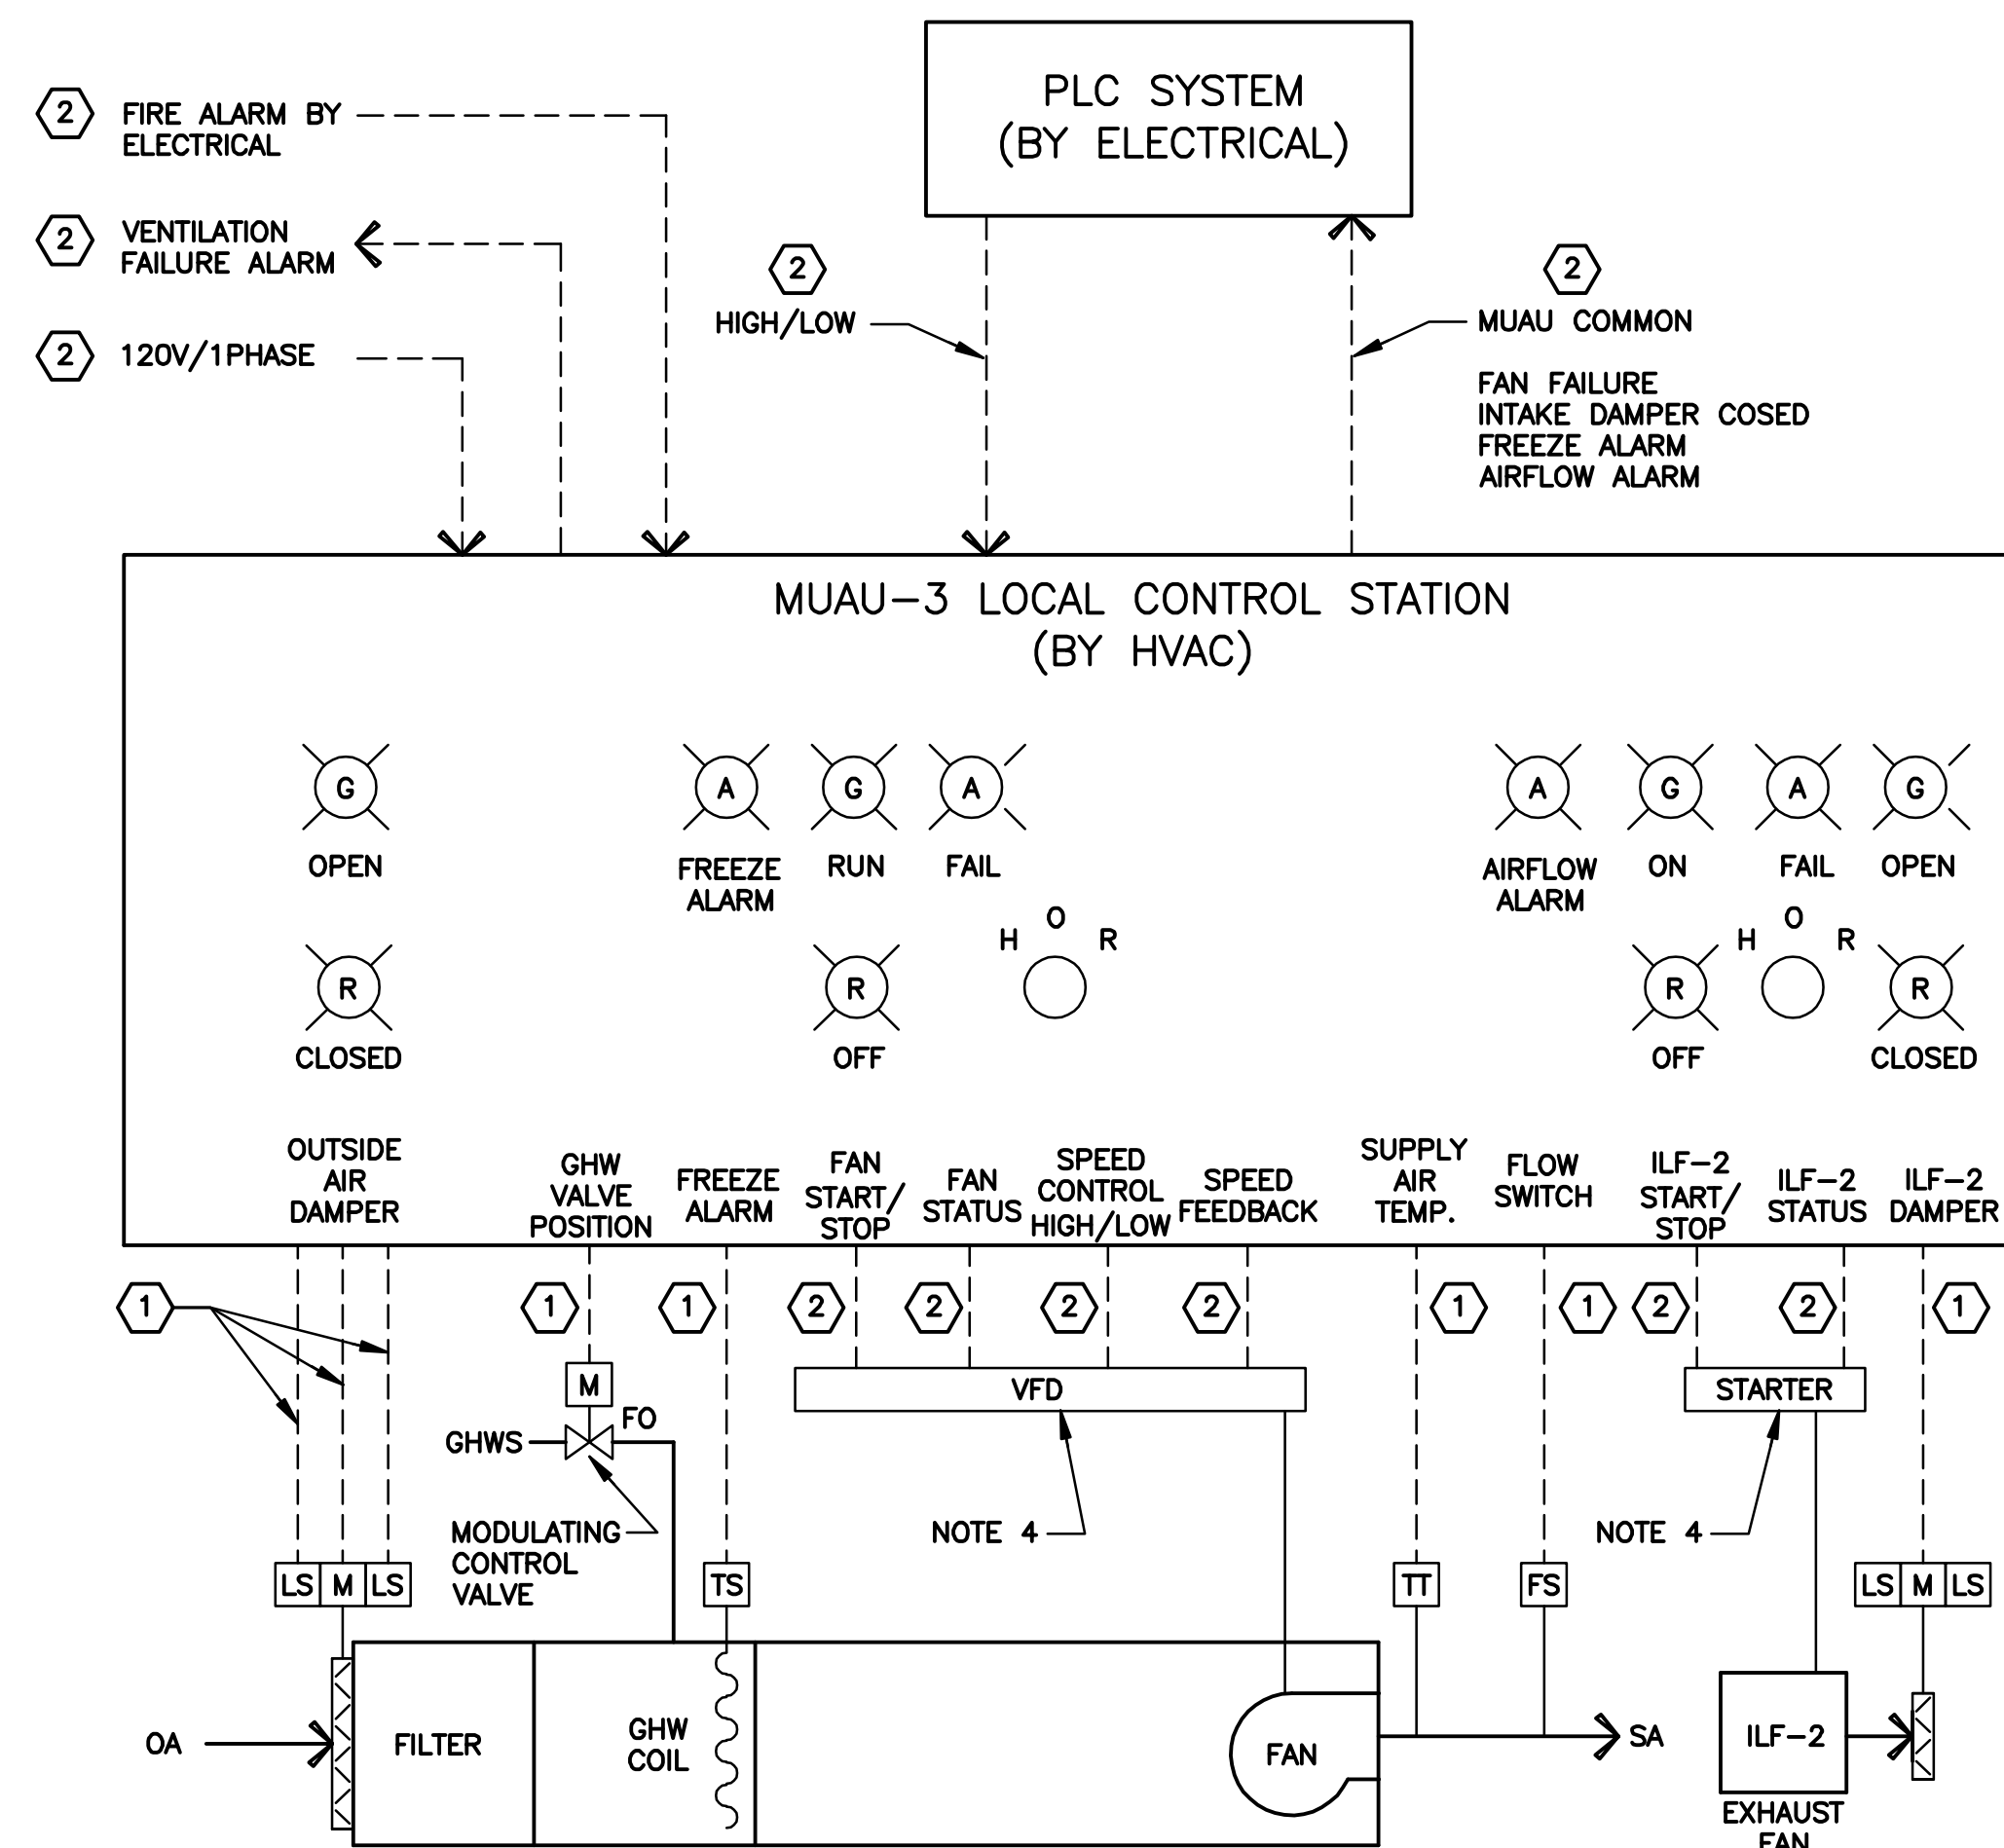 PLC SYSTEM
(BY ELECTRICAL)
2 FIRE ALARM BY
ELECTRICAL
2 VENTILATION
FAILURE ALARM
2 120V/1PHASE
2
HIGH/LOW
2
MUAU COMMON
FAN FAILURE
INTAKE DAMPER COSED
FREEZE ALARM
AIRFLOW ALARM
MUAU-3 LOCAL CONTROL STATION
(BY HVAC)
G A G A A G A G
OPEN FREEZE
ALARM RUN FAIL AIRFLOW
ALARM ON FAIL OPEN
H O R H O R
R R R R
CLOSED OFF OFF CLOSED
OUTSIDE
AIR
DAMPER
GHW
VALVE
POSITION
FREEZE
ALARM
FAN
START/
STOP
FAN
STATUS
SPEED
CONTROL
HIGH/LOW
SPEED
FEEDBACK
SUPPLY
AIR
TEMP.
FLOW
SWITCH
ILF-2
START/
STOP
ILF-2
STATUS
ILF-2
DAMPER
1 1 1 2 2 2 2 1 1 2 2 1
M
VFD
STARTER
GHWS
FO
MODULATING
CONTROL
VALVE
NOTE 4
NOTE 4
LS M LS
TS
TT
FS
LS M LS
OA
FILTER
GHW
COIL
FAN
SA
ILF-2
EXHAUST
FAN